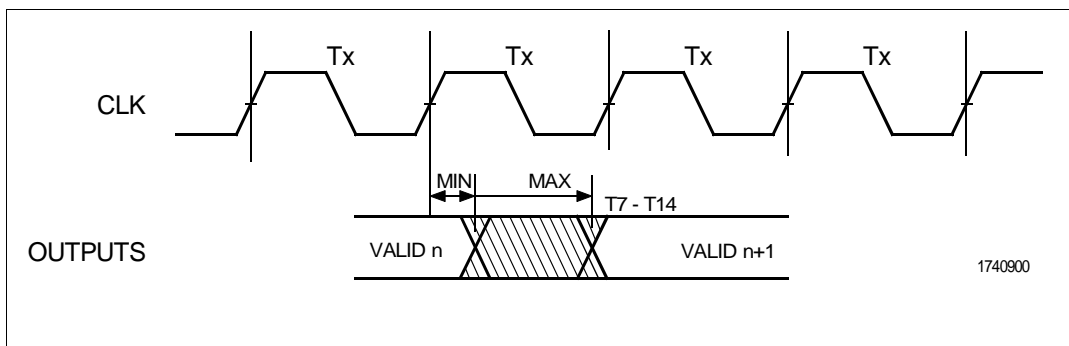 Tx Tx Tx Tx
CLK
MIN MAX
T7 - T14
OUTPUTS VALID n VALID n+1
1740900